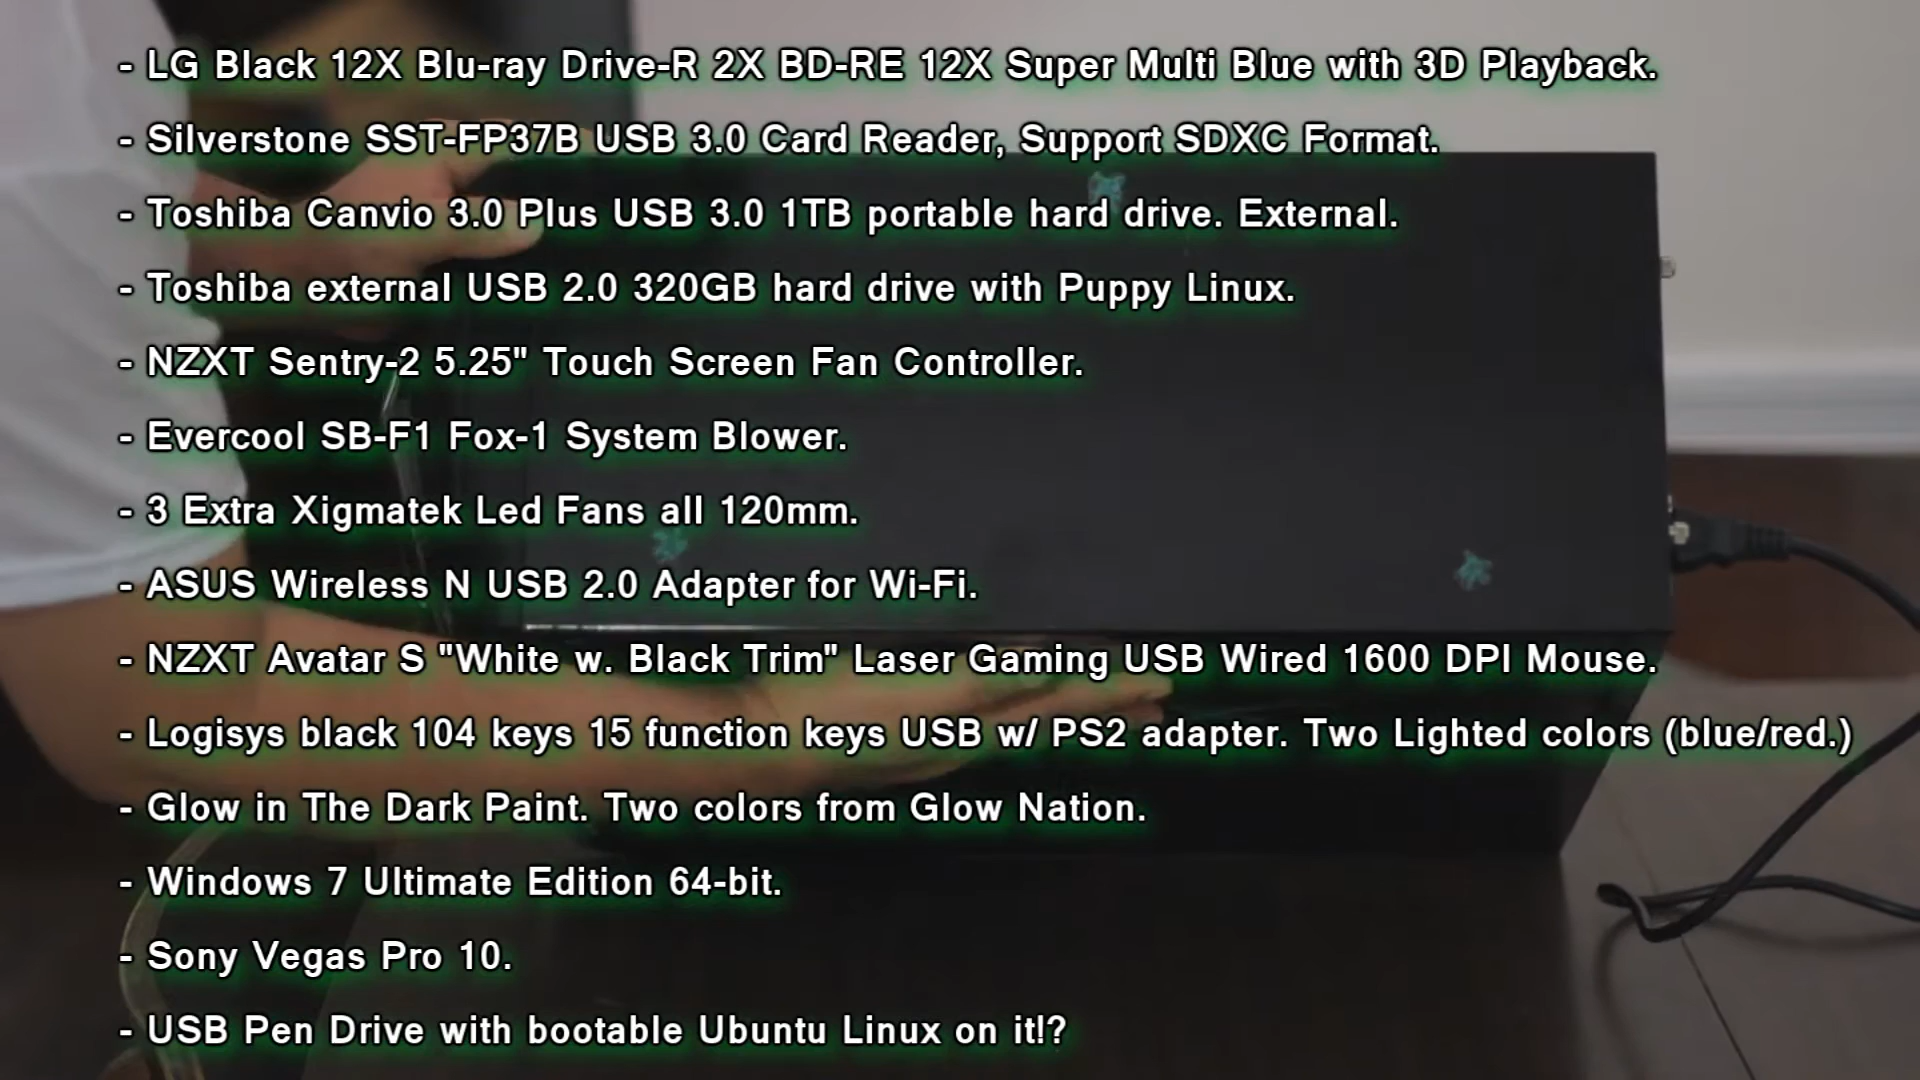 - LG Black 12X Blu-ray Drive-R 2X BD-RE 12X Super Multi Blue with 3D Playback.
- Silverstone SST-FP37B USB 3.0 Card Reader, Support SDXC Format.
- Toshiba Canvio 3.0 Plus USB 3.0 1TB portable hard drive. External.
- Toshiba external USB 2.0 320GB hard drive with Puppy Linux.
- NZXT Sentry-2 5.25" Touch Screen Fan Controller.
- Evercool SB-F1 Fox-1 System Blower.
- 3 Extra Xigmatek Led Fans all 120mm.
- ASUS Wireless N USB 2.0 Adapter for Wi-Fi.
- NZXT Avatar S "White w. Black Trim" Laser Gaming USB Wired 1600 DPI Mouse.
- Logisys black 104 keys 15 function keys USB w/ PS2 adapter. Two Lighted colors (blue/red.)
- Glow in The Dark Paint. Two colors from Glow Nation.
- Windows 7 Ultimate Edition 64-bit.
- Sony Vegas Pro 10.
- USB Pen Drive with bootable Ubuntu Linux on it!?